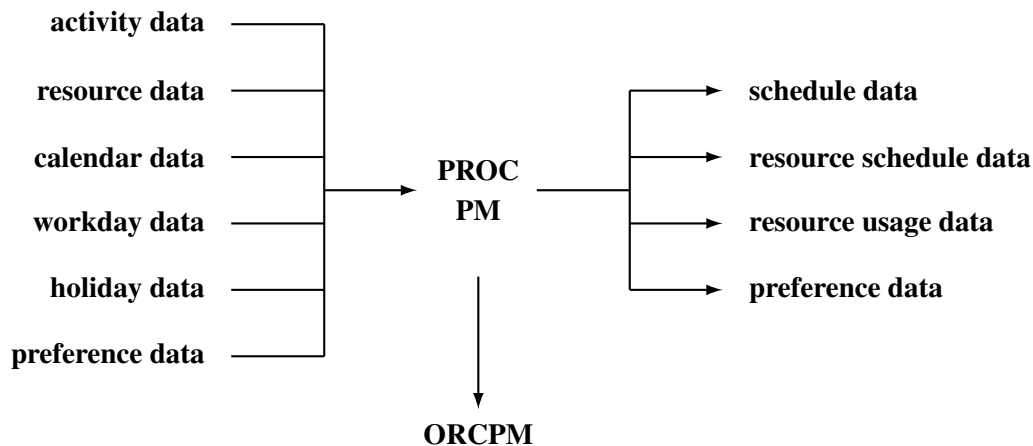 activity data
resource data
calendar data
workday data
holiday data
preference data
PROC
PM
schedule data
resource schedule data
resource usage data
preference data
ORCPM